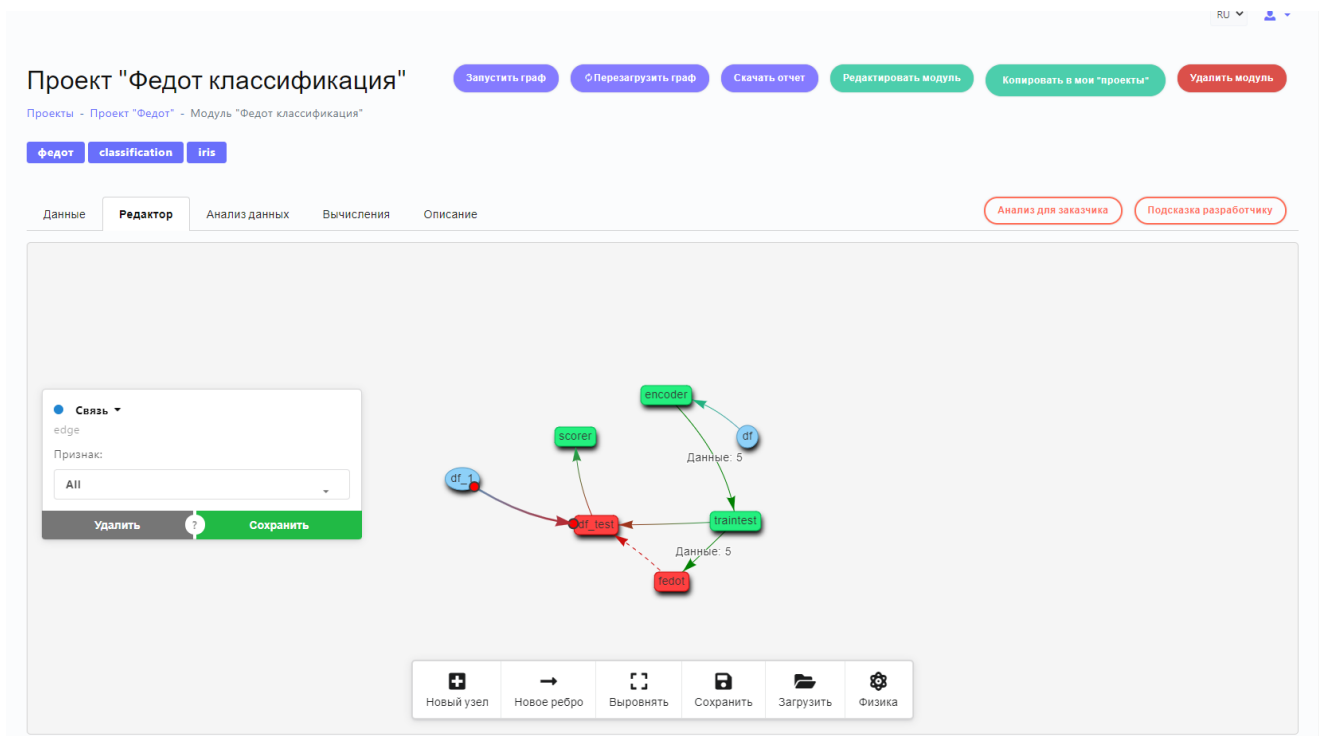 RU
Проект "Федот классификация"
Запустить граф
Перезагрузить граф
Скачать отчет
Редактировать модуль
Копировать в мои "проекты"
Удалить модуль
Проекты - Проект "Федот" - Модуль "Федот классификация"
федот classification iris
Данные Редактор Анализ данных Вычисления Описание
Анализ для заказчика
Подсказка разработчику
Связь
edge
Признак:
All
Удалить ? Сохранить
encoder
scorer
df
Данные: 5
df_1
df_test
traintest
Данные: 5
fedot
Новый узел Новое ребро Выровнять Сохранить Загрузить Физика